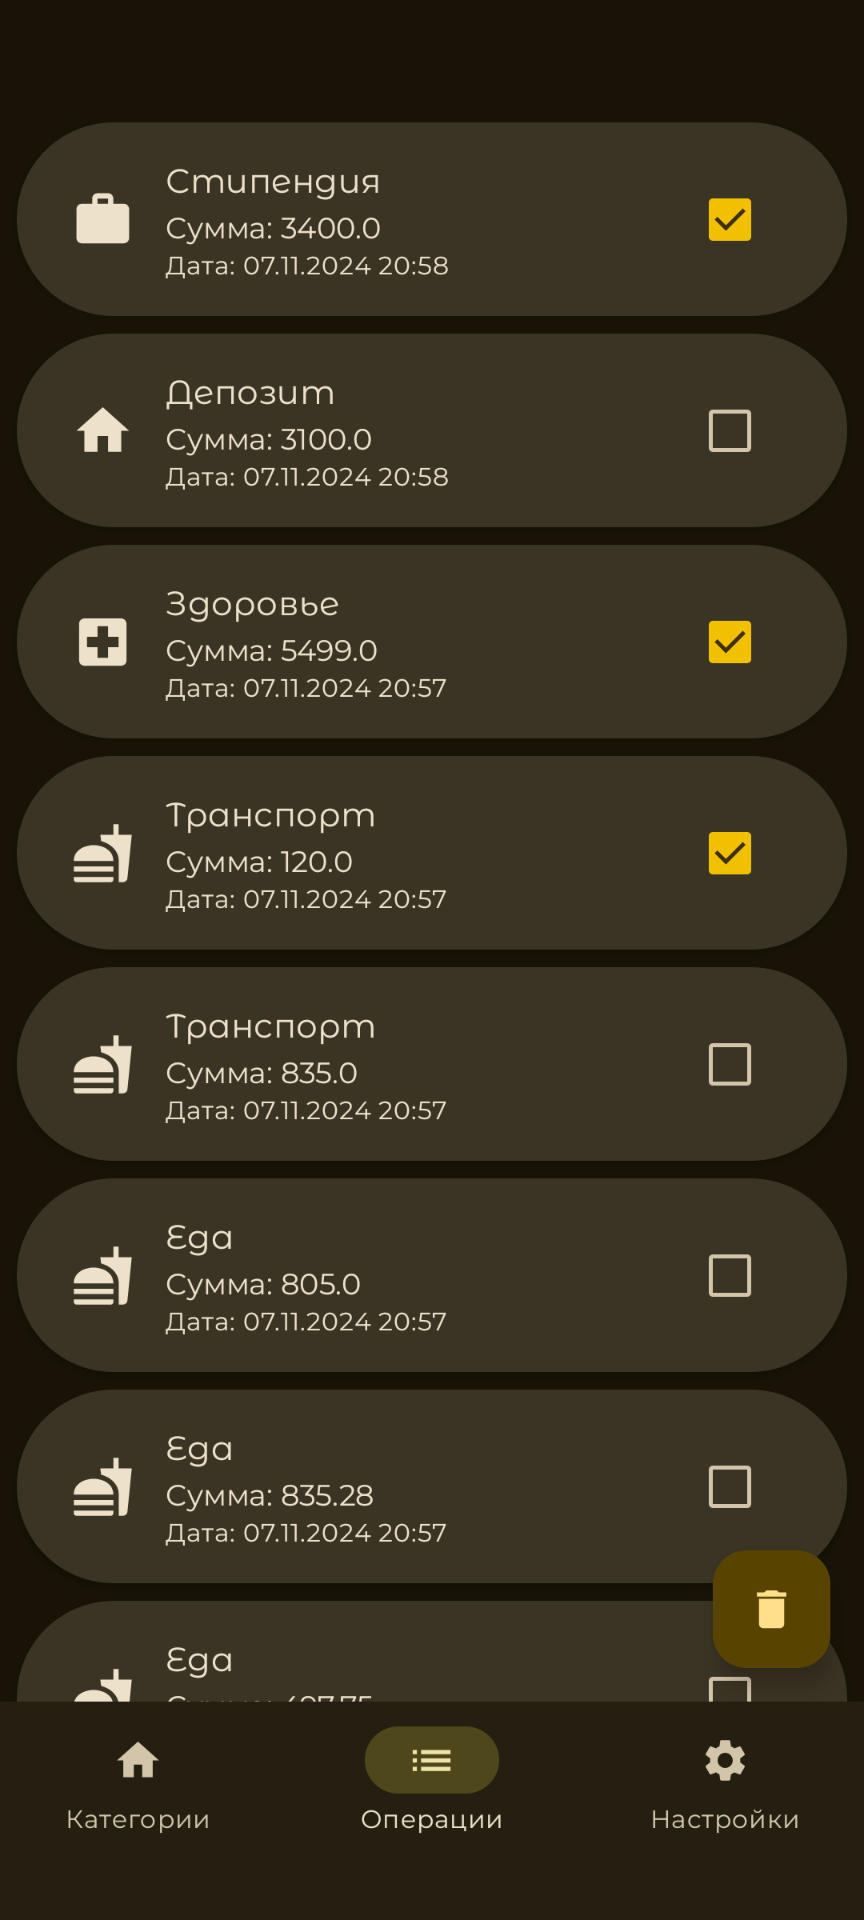 Стипендия
Сумма: 3400.0
Дата: 07.11.2024 20:58
Депозит
Сумма: 3100.0
Дата: 07.11.2024 20:58
Здоровье
Сумма: 5499.0
Дата: 07.11.2024 20:57
Транспорт
Сумма: 120.0
Дата: 07.11.2024 20:57
Транспорт
Сумма: 835.0
Дата: 07.11.2024 20:57
Еда
Сумма: 805.0
Дата: 07.11.2024 20:57
Еда
Сумма: 835.28
Дата: 07.11.2024 20:57
Еда
Категории
Операции
Настройки